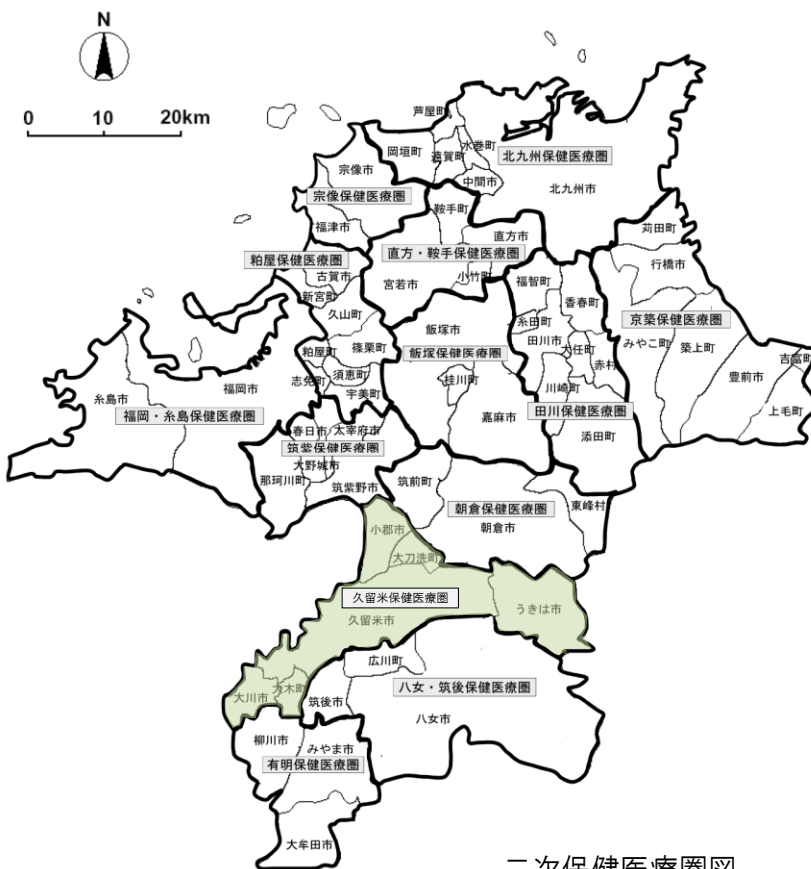 N
0 10 20km
芦屋町
岡垣町
遠賀町
水巻町
北九州保健医療圏
宗像市
中間市
北九州市
宗像保健医療圏
鞍手町
福津市
直方市
苅田町
粕屋保健医療圏
直方・鞍手保健医療圏
行橋市
古賀市
宮若市
小竹町
福智町
新宮町
香春町
久山町
糸田町
京築保健医療圏
飯塚市
田川市
大任町
みやこ町
築上町
吉富町
粕屋町
篠栗町
飯塚保健医療圏
赤村
豊前市
志免町
須恵町
桂川町
川崎町
上毛町
宇美町
糸島市
福岡市
福岡・糸島保健医療圏
嘉麻市
田川保健医療圏
添田町
春日市
太宰府市
筑紫保健医療圏
大野城市
那珂川町
筑紫野市
筑前町
朝倉保健医療圏
東峰村
朝倉市
小郡市
大刀洗町
久留米保健医療圏
うきは市
久留米市
広川町
八女・筑後保健医療圏
大川市
大木町
筑後市
八女市
柳川市
みやま市
有明保健医療圏
大牟田市
二次保健医療圏図